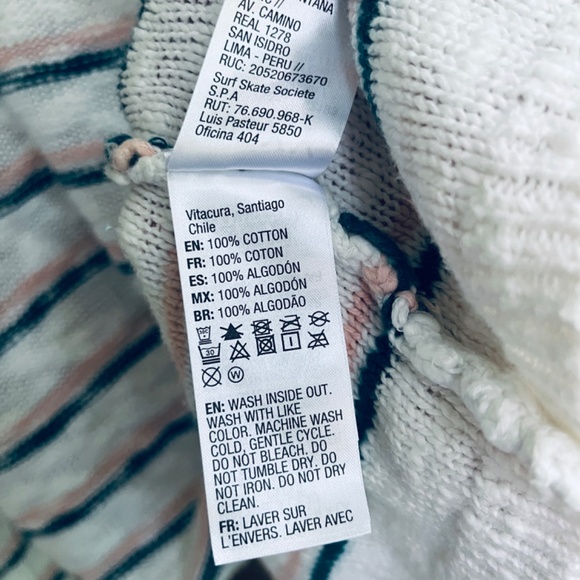 AV. CAMINO
REAL 1278
SAN ISIDRO
LIMA - PERU //
RUC: 20520673670
Surf Skate Societe
S.P.A
RUT: 76.690.968-K
Luis Pasteur 5850
Oficina 404
Vitacura, Santiago
Chile
EN: 100% COTTON
FR: 100% COTON
ES: 100% ALGODÓN
MX: 100% ALGODÓN
BR: 100% ALGODÃO
30
W
EN: WASH INSIDE OUT.
WASH WITH LIKE
COLOR. MACHINE WASH
COLD, GENTLE CYCLE.
DO NOT BLEACH. DO
NOT TUMBLE DRY. DO
NOT IRON. DO NOT DRY
CLEAN.
FR: LAVER SUR
L'ENVERS. LAVER AVEC